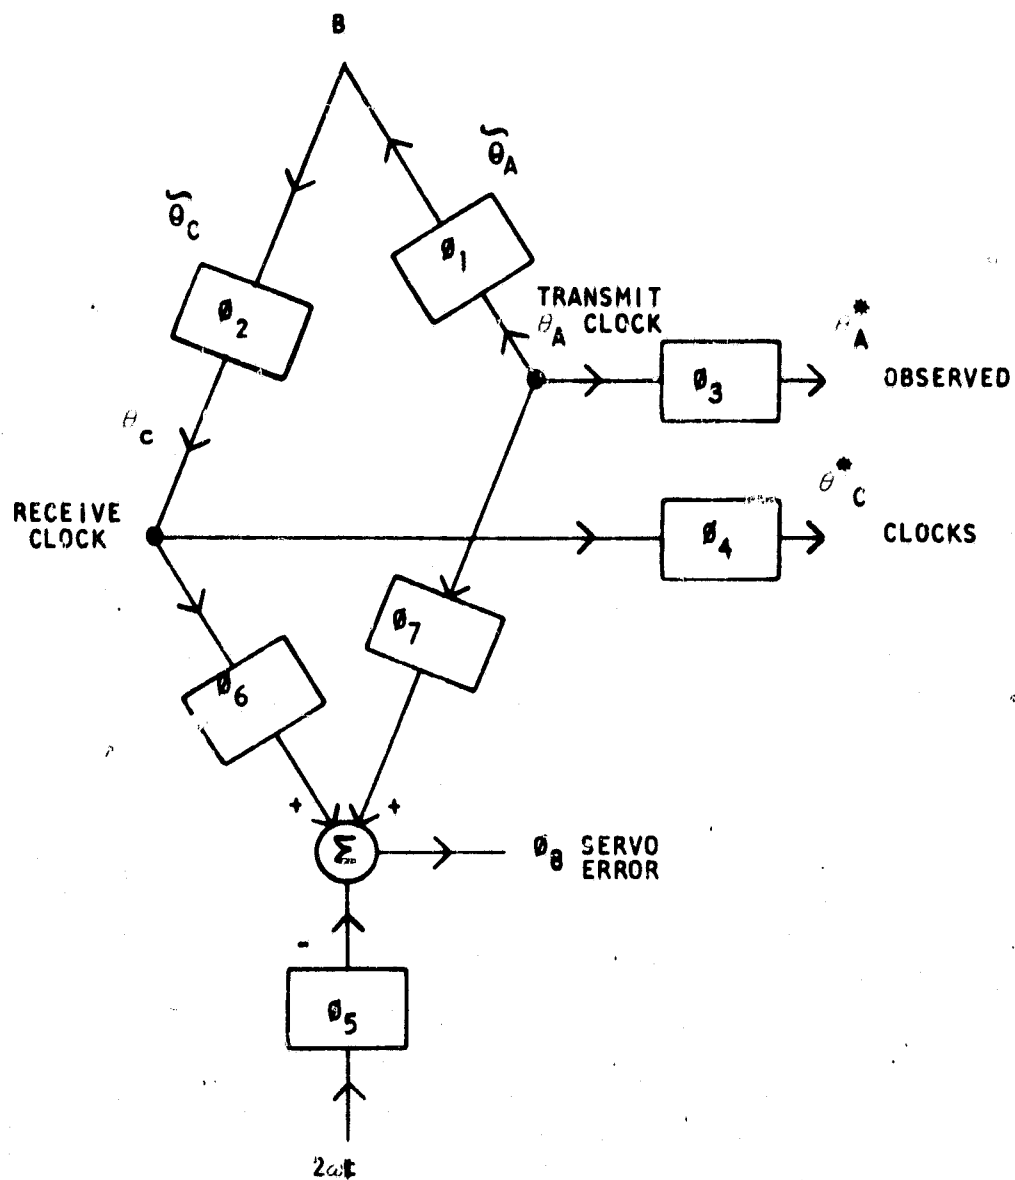 B
θ̃A
θ̃C
Ø1
Ø2
TRANSMIT
θA CLOCK
θ*A
Ø3
OBSERVED
θC
θ*C
RECEIVE
CLOCK
Ø4
CLOCKS
Ø7
Ø6
+ +
Σ
Ø8 SERVO
ERROR
-
Ø5
2ωt